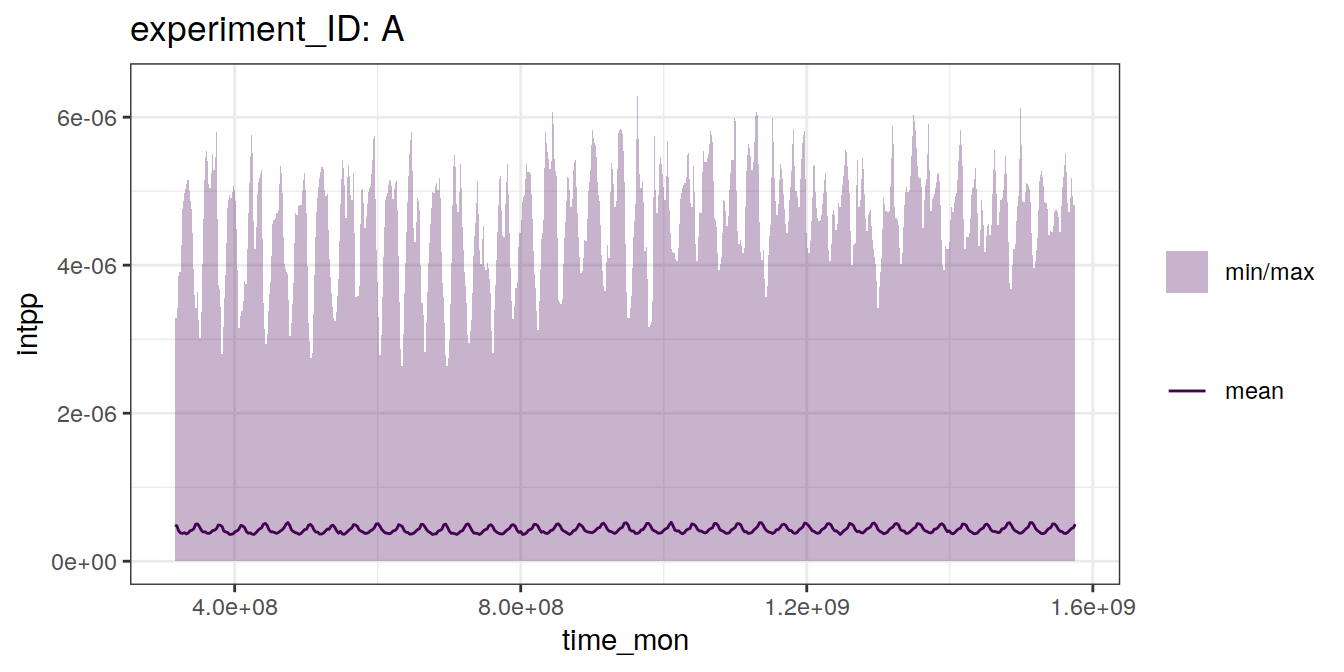 experiment_ID: A
6e-06
4e-06
2e-06
0e+00
intpp
4.0e+08 8.0e+08 1.2e+09 1.6e+09
time_mon
min/max
mean